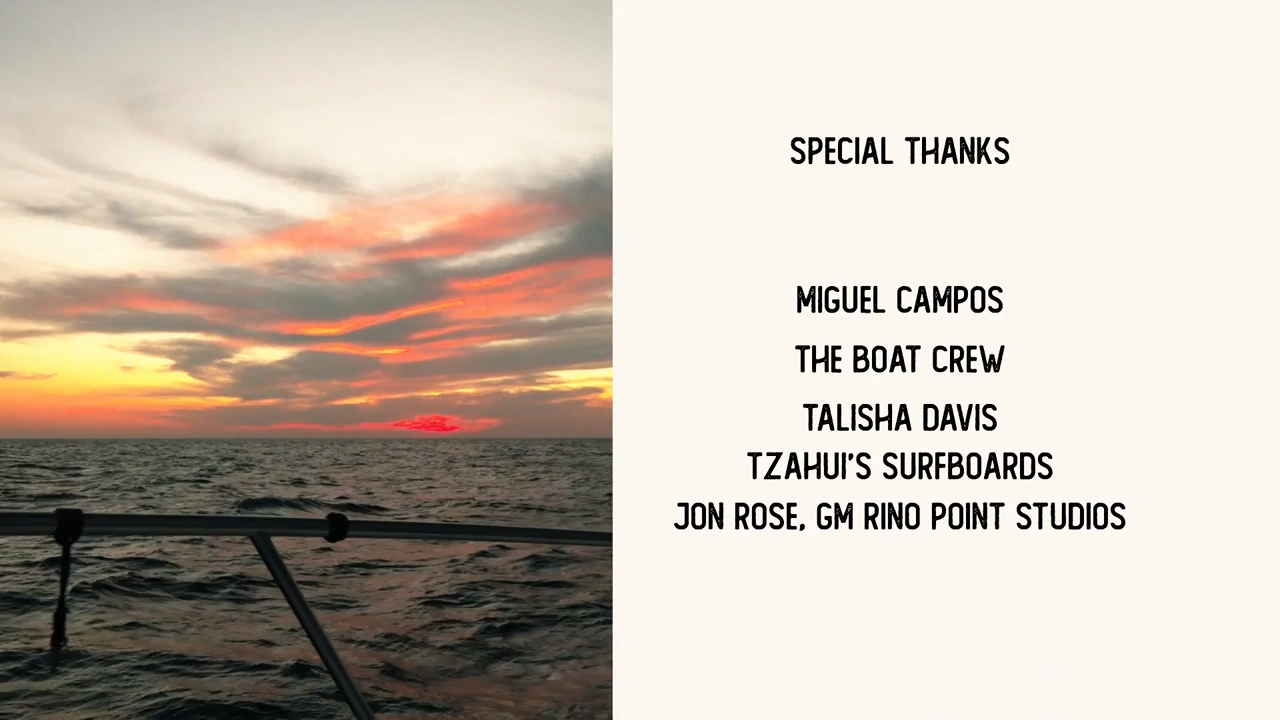 SPECIAL THANKS
MIGUEL CAMPOS
THE BOAT CREW
TALISHA DAVIS
TZAHUI'S SURFBOARDS
JON ROSE, GM RINO POINT STUDIOS